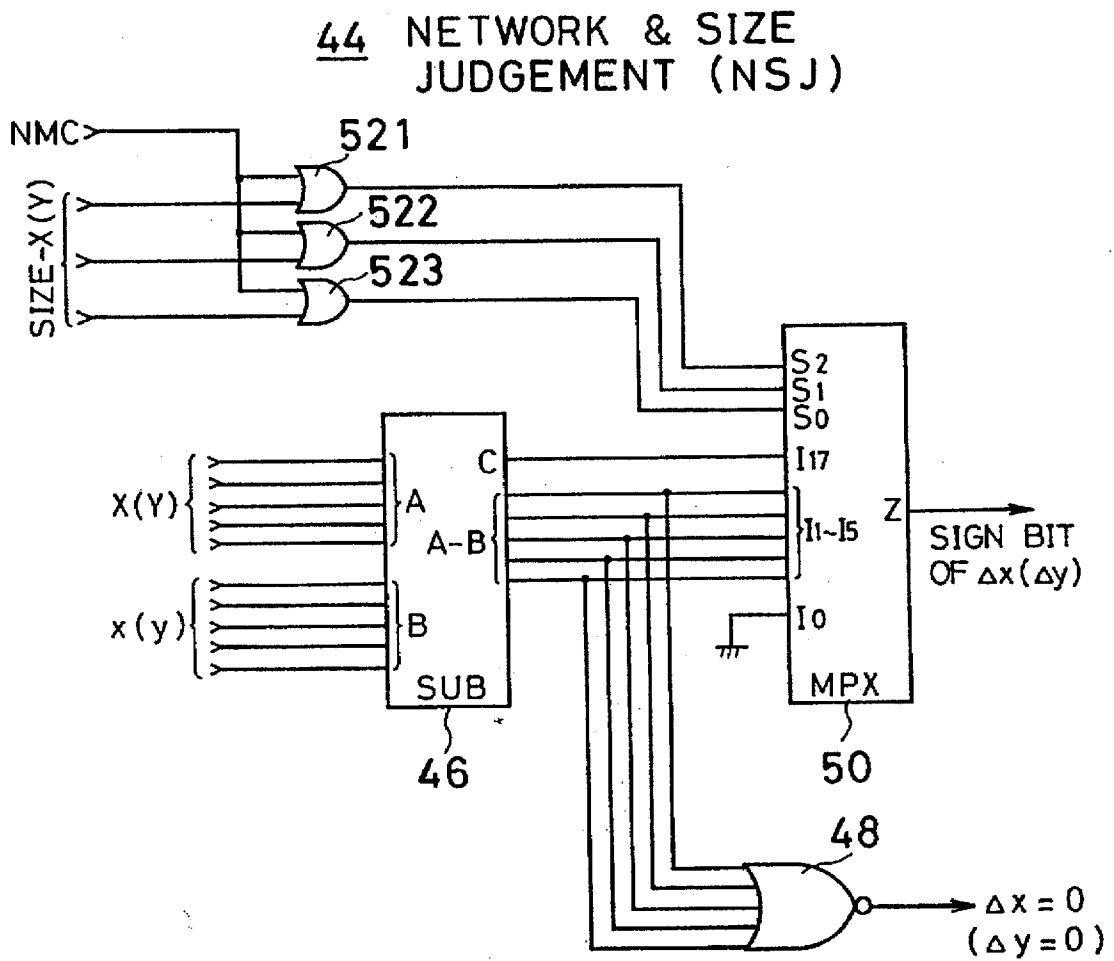 44 NETWORK & SIZE
JUDGEMENT (NSJ)
NMC
SIZE-X(Y)
521
522
523
S2
S1
S0
I17
I1~I5
I0
Z
MPX
50
SIGN BIT
OF Δx(Δy)
X(Y)
x(y)
A
B
C
A-B
SUB
46
48
Δx=0
(Δy=0)